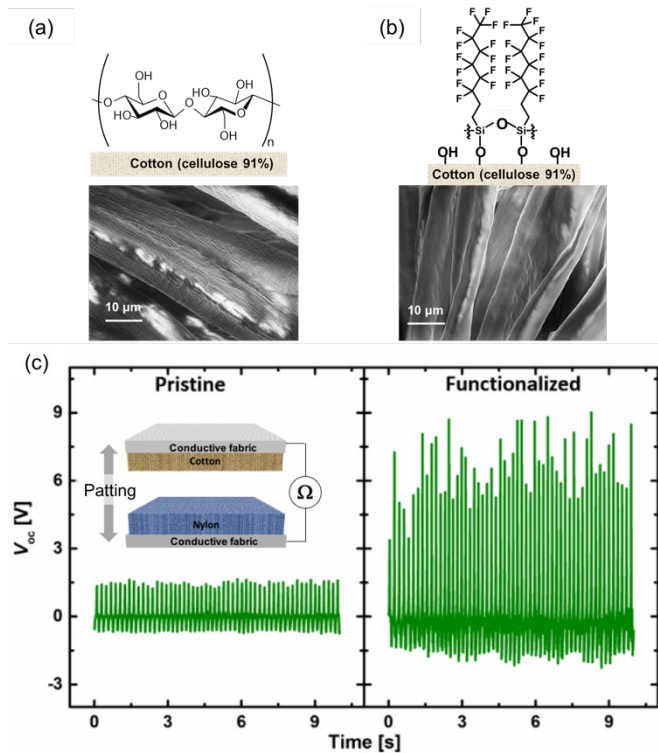 (a)
OH
O
HO
OH
O
HO
OH
O
O
OH
n
Cotton (cellulose 91%)
10 µm
(b)
F F F F
F F F F
F F F F
F F F F
F F F F
F F F F
O
Si Si
OH O O OH
Cotton (cellulose 91%)
10 µm
(c)
Pristine
Functionalized
Conductive fabric
Cotton
Patting
Ω
Nylon
Conductive fabric
Voc [V]
9
6
3
0
-3
0 3 6 9 0 3 6 9
Time [s]